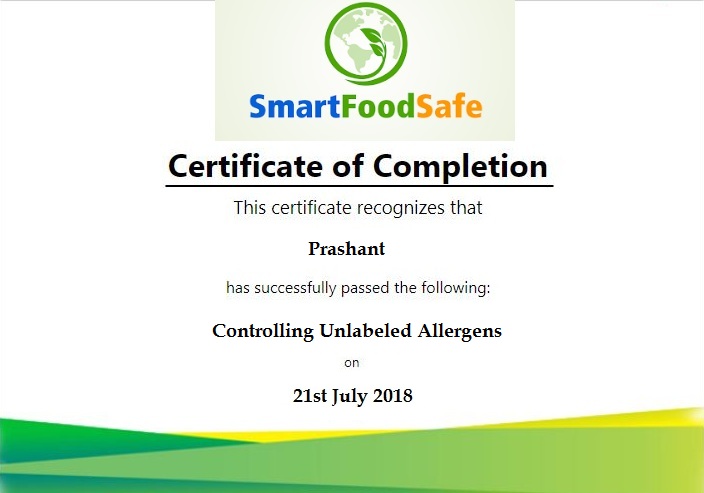 SmartFoodSafe
Certificate of Completion
This certificate recognizes that
Prashant
has successfully passed the following:
Controlling Unlabeled Allergens
on
21st July 2018